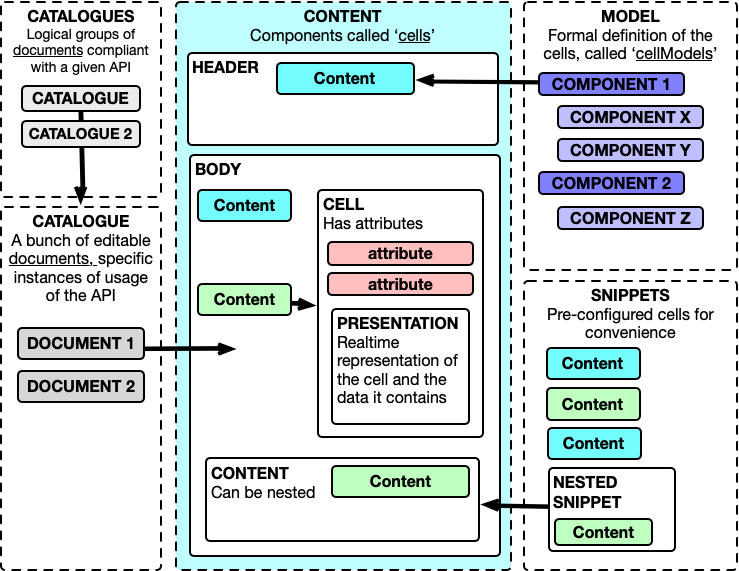 CATALOGUES
Logical groups of
documents compliant
with a given API
CATALOGUE
CATALOGUE 2
CATALOGUE
A bunch of editable
documents, specific
instances of usage
of the API
DOCUMENT 1
DOCUMENT 2
CONTENT
Components called ‘cells’
HEADER
Content
BODY
Content
Content
CELL
Has attributes
attribute
attribute
PRESENTATION
Realtime
representation of
the cell and the
data it contains
CONTENT
Can be nested
Content
MODEL
Formal definition of the
cells, called ‘cellModels’
COMPONENT 1
COMPONENT X
COMPONENT Y
COMPONENT 2
COMPONENT Z
SNIPPETS
Pre-configured cells for
convenience
Content
Content
Content
NESTED
SNIPPET
Content